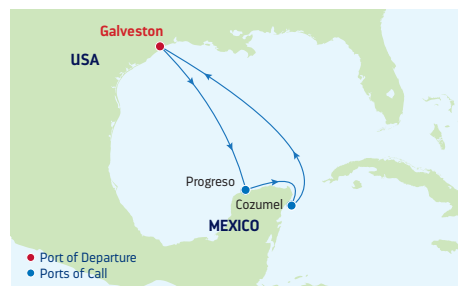 Galveston
USA
Progreso
Cozumel
MEXICO
Port of Departure
Ports of Call